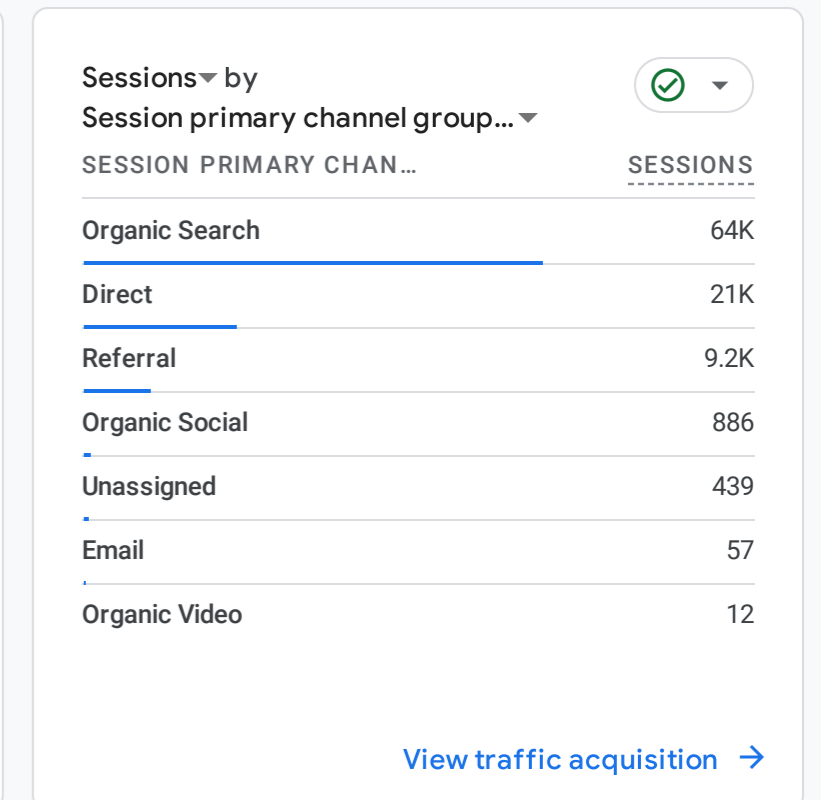 Sessions by
Session primary channel group...
SESSION PRIMARY CHAN... SESSIONS
Organic Search 64K
Direct 21K
Referral 9.2K
Organic Social 886
Unassigned 439
Email 57
Organic Video 12
View traffic acquisition